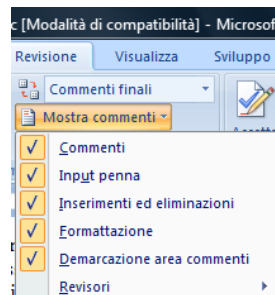 c [Modalità di compatibilità] - Microsof
Revisione Visualizza Sviluppo
Commenti finali
Mostra commenti
Commenti
Input penna
Inserimenti ed eliminazioni
Formattazione
Demarcazione area commenti
Revisori